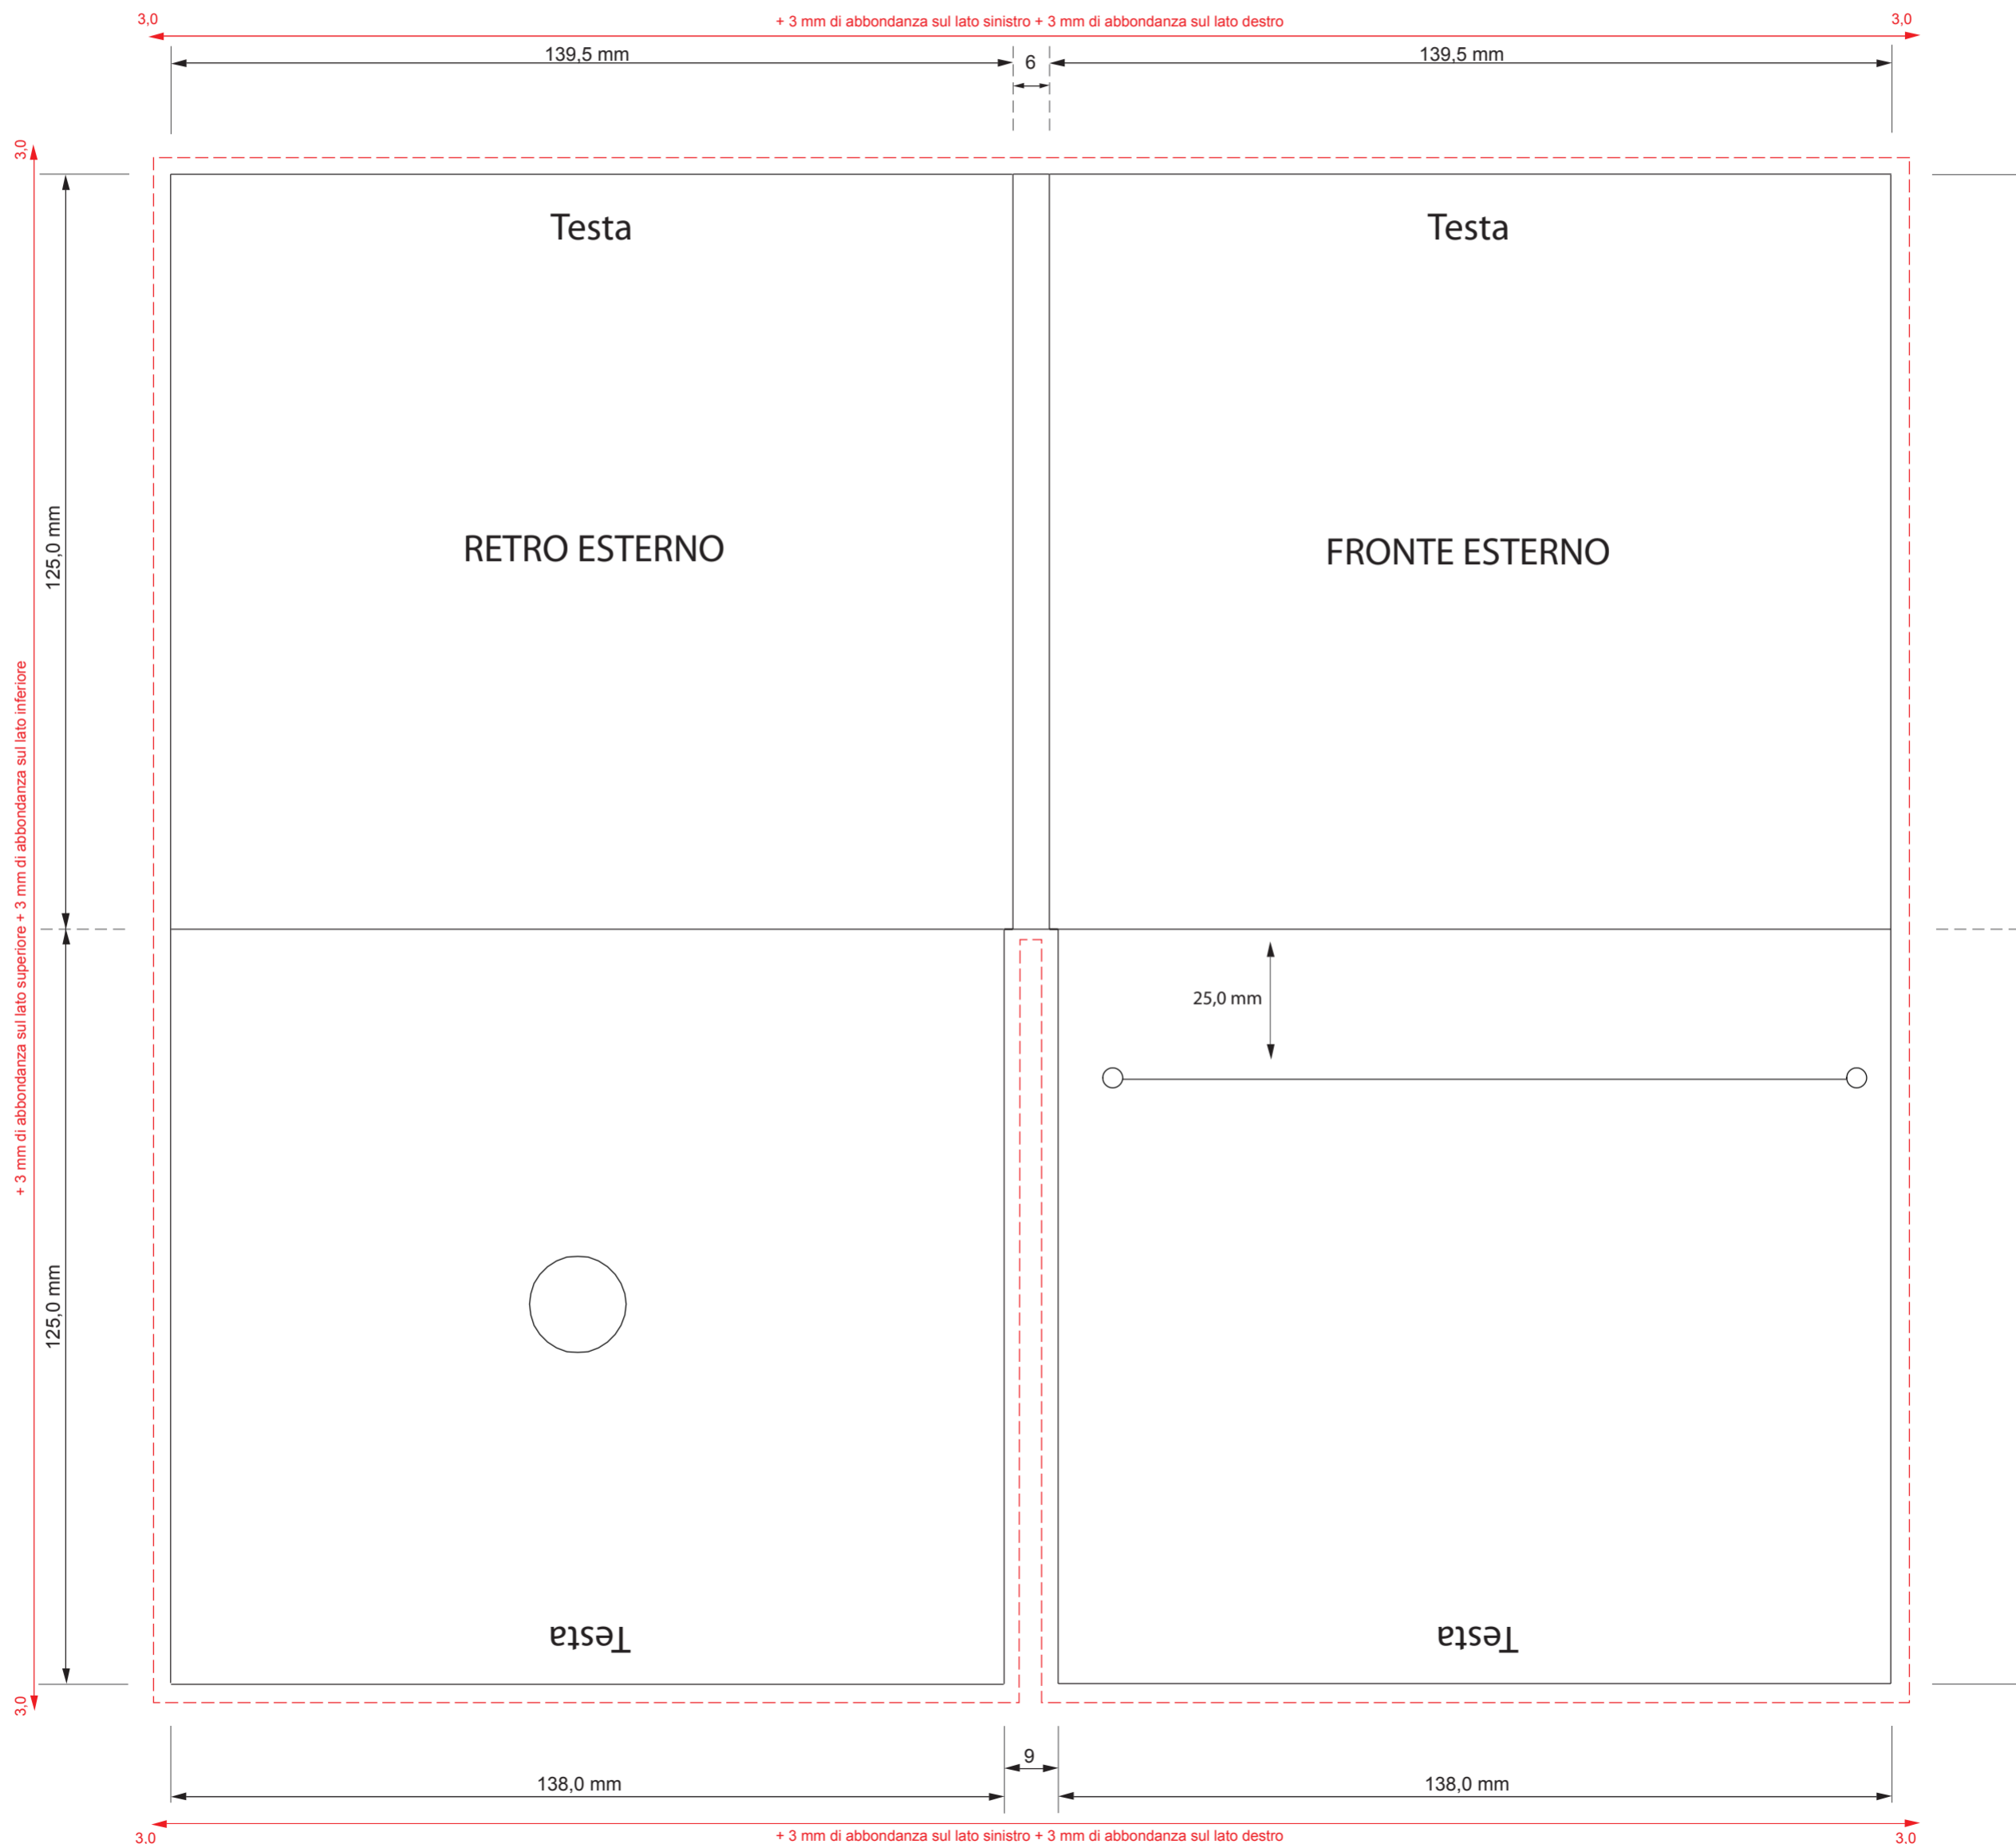 3,0
+ 3 mm di abbondanza sul lato sinistro + 3 mm di abbondanza sul lato destro
3,0
139,5 mm
6
139,5 mm
3,0
Testa
Testa
125,0 mm
RETRO ESTERNO
FRONTE ESTERNO
+ 3 mm di abbondanza sul lato superiore + 3 mm di abbondanza sul lato inferiore
25,0 mm
125,0 mm
Testa
Testa
3,0
9
138,0 mm
138,0 mm
3.0
+ 3 mm di abbondanza sul lato sinistro + 3 mm di abbondanza sul lato destro
3.0